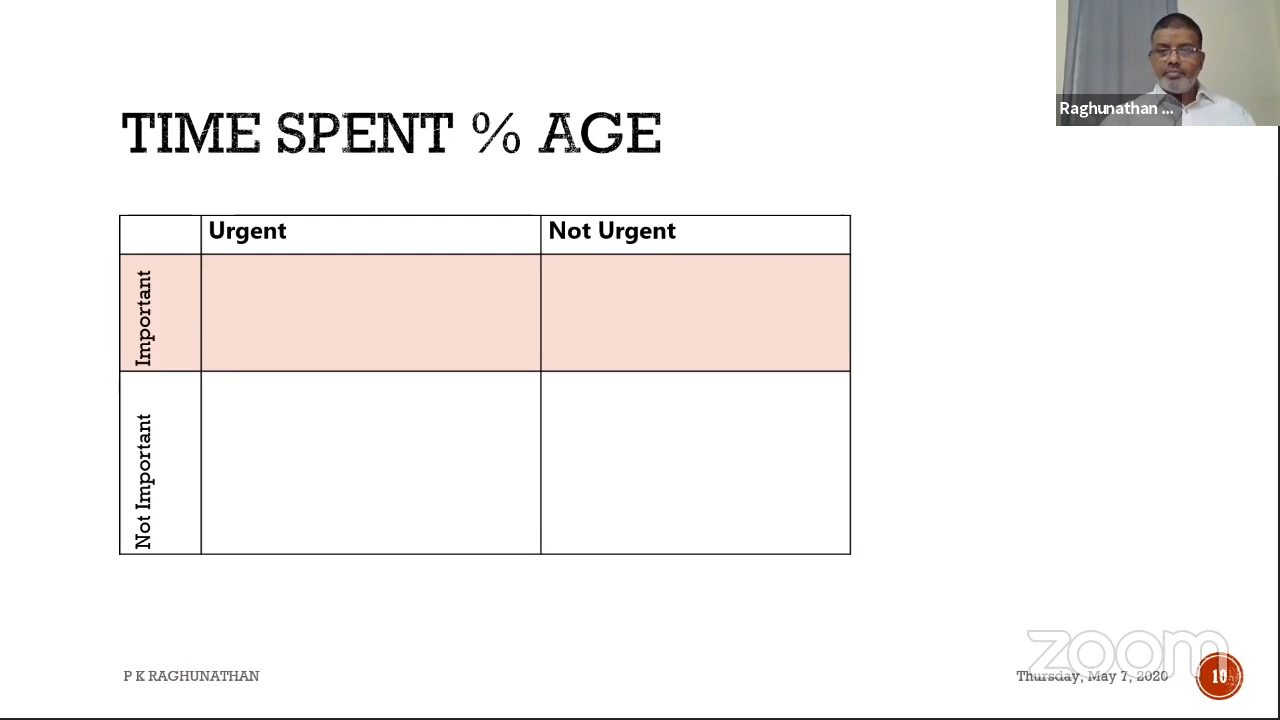 Raghunathan ...
TIME SPENT % AGE
Urgent
Not Urgent
Important
Not Important
P K RAGHUNATHAN
Thursday, May 7, 2020
zoom
10